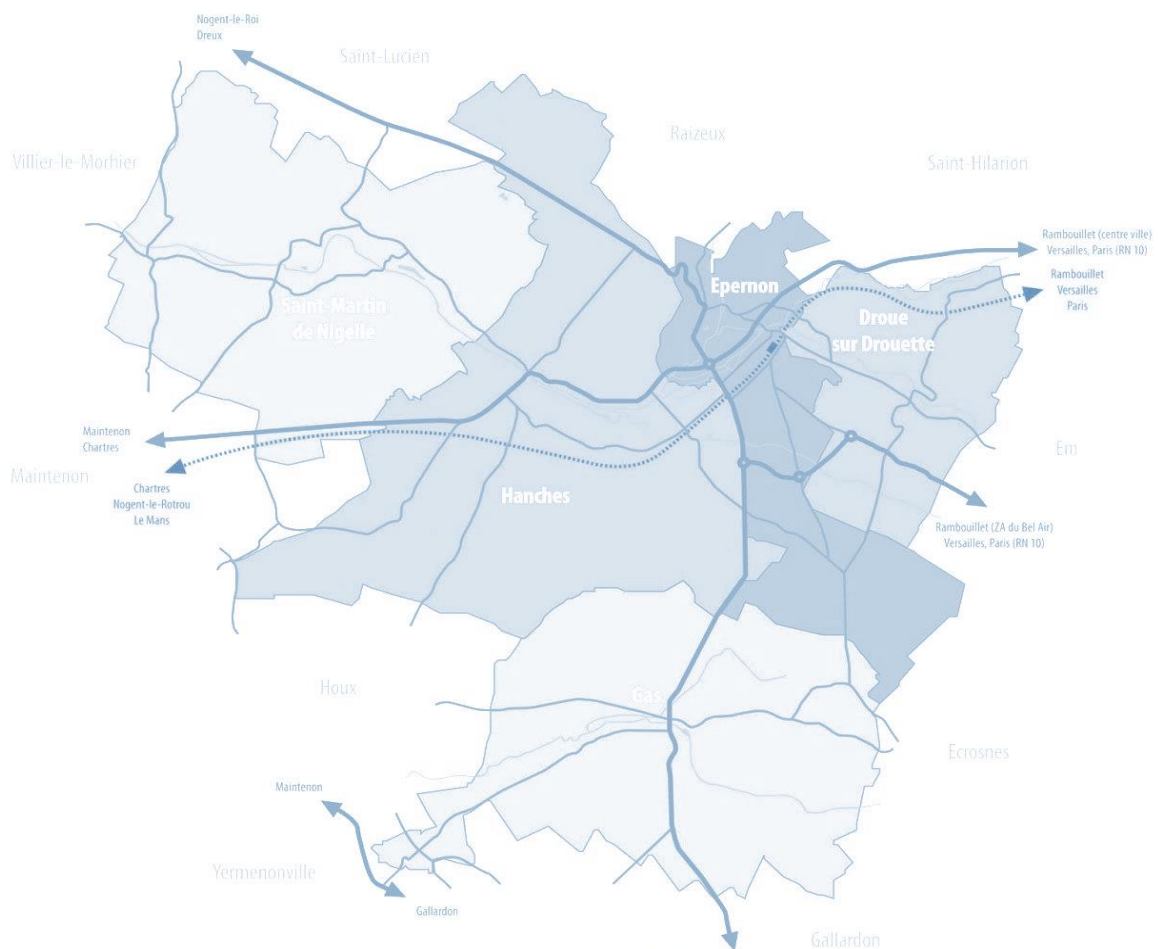 Nogent-le-Roi
Dreux
Saint-Lucien
Raizeux
Villier-le-Morhier
Saint-Hilarion
Rambouillet (centre ville)
Versailles, Paris (RN 10)
Rambouillet
Versailles
Paris
Epernon
Saint-Martin
de Nigelle
Droue
sur Drouette
Maintenon
Chartres
Em
Maintenon
Chartres
Nogent-le-Rotrou
Le Mans
Hanches
Rambouillet (ZA du Bel Air)
Versailles, Paris (RN 10)
Houx
Gas
Ecrosnes
Maintenon
Yermenonville
Gallardon
Gallardon